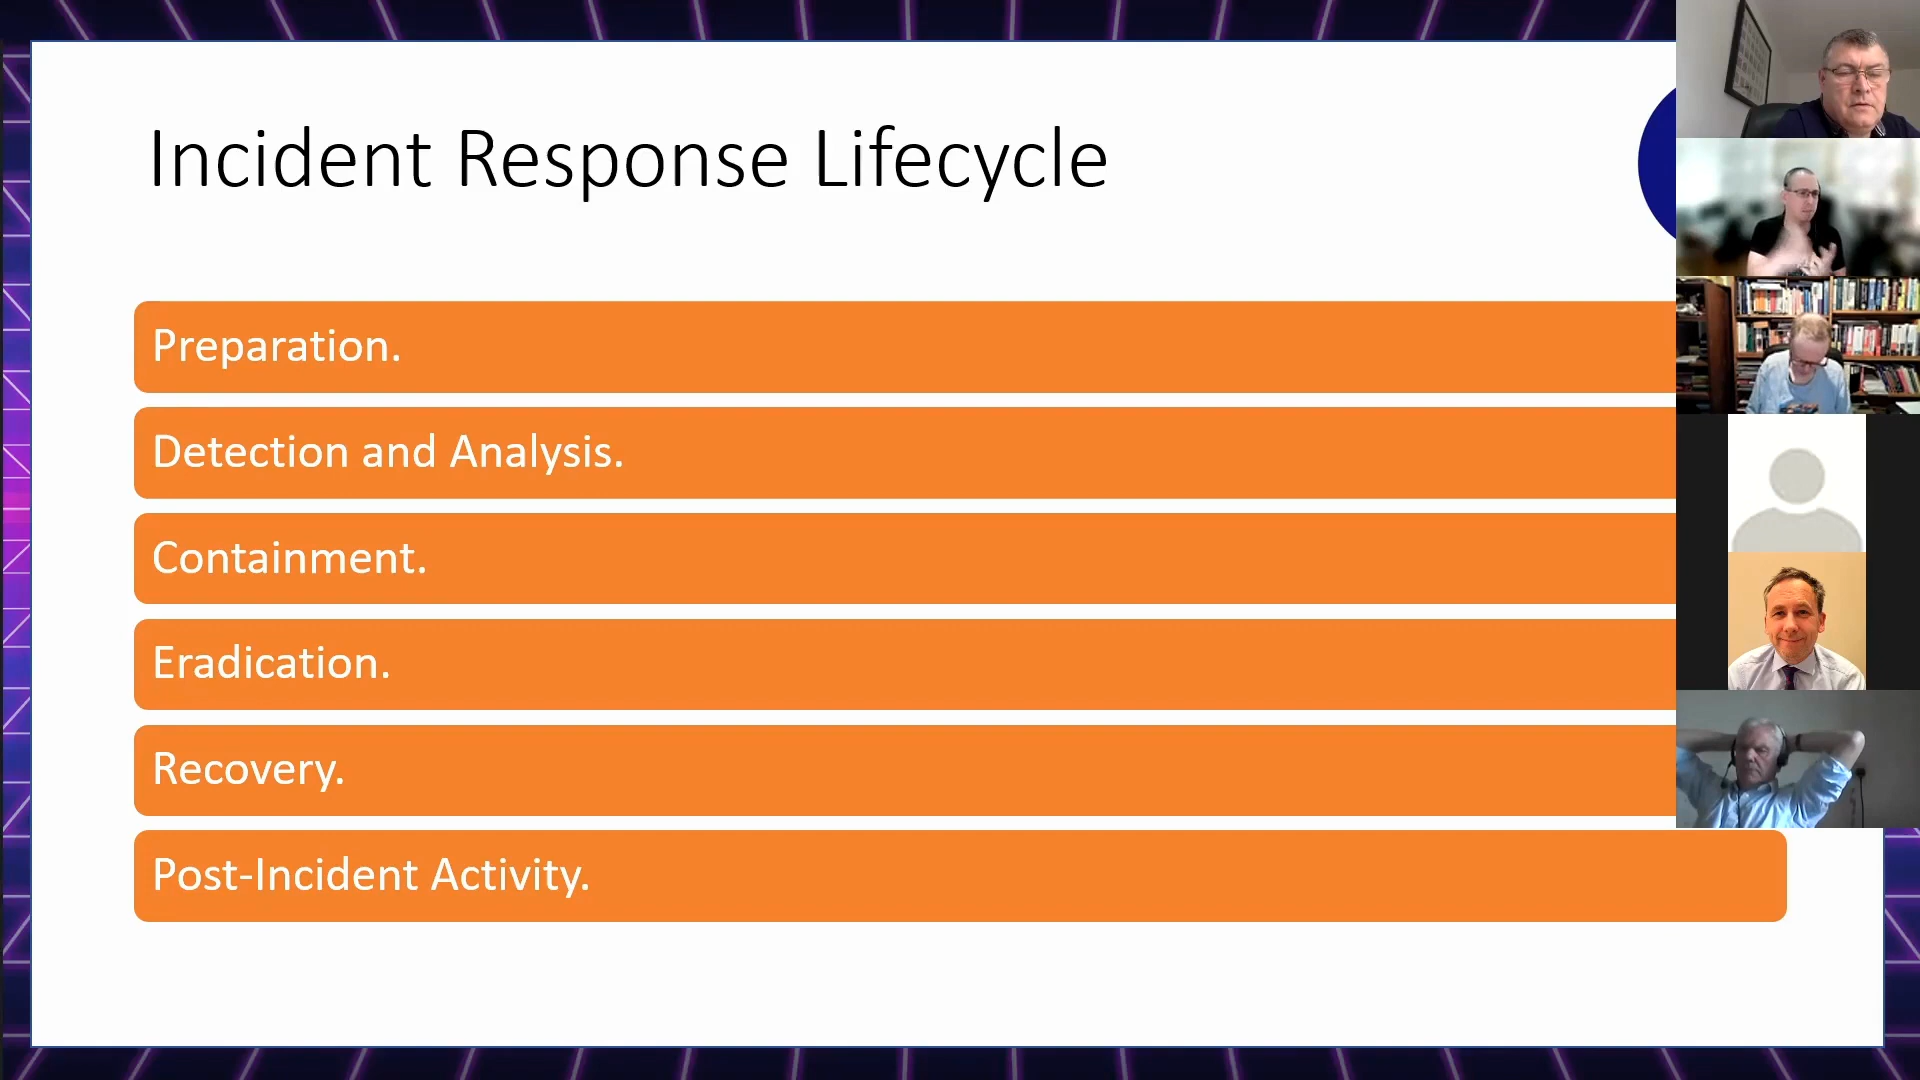 Incident Response Lifecycle
Preparation.
Detection and Analysis.
Containment.
Eradication.
Recovery.
Post-Incident Activity.